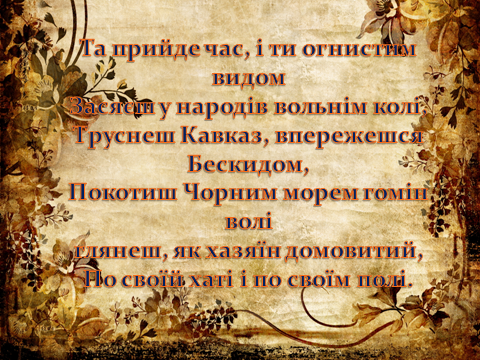 Та прийде час, і ти огнистим
видом
Засяєш у народів вольнім колі,
Труснеш Кавказ, впережешся
Бескидом,
Покотиш Чорним морем гомін
волі
глянеш, як хазяїн домовитий,
По своїй хаті і по своїм полі.